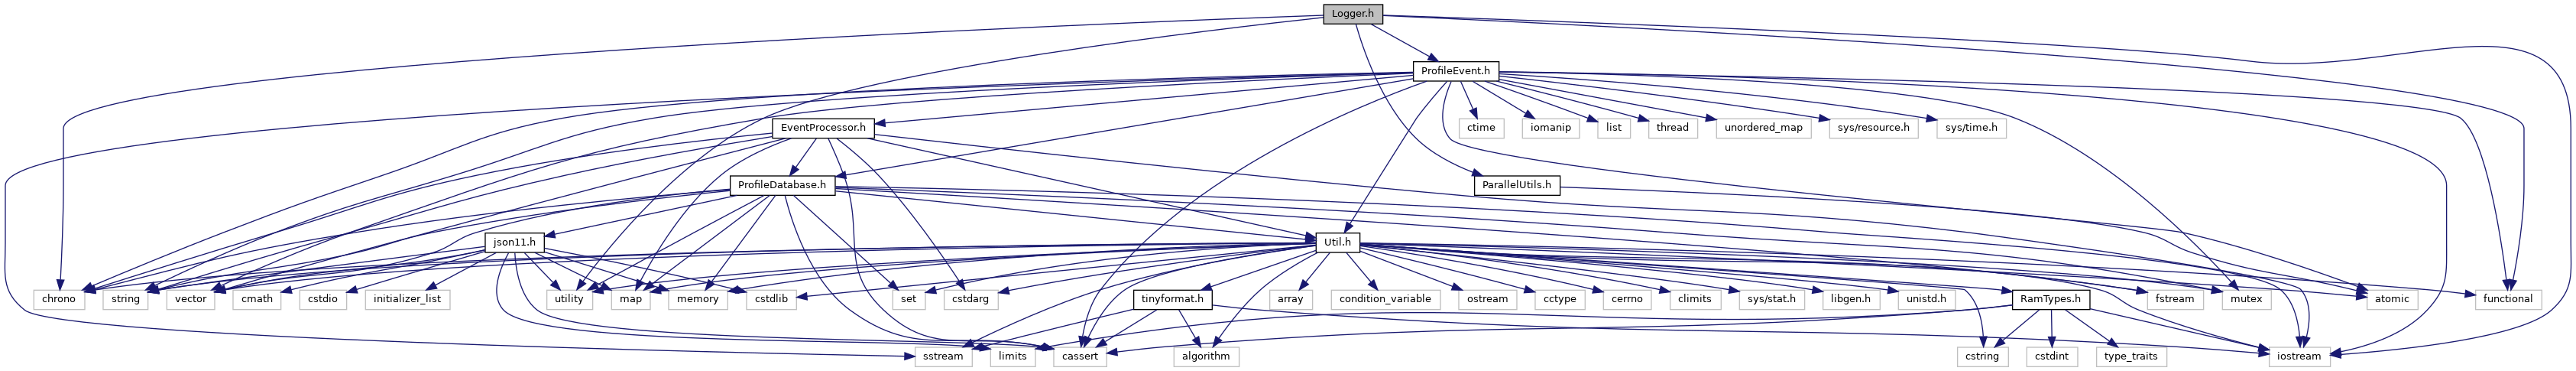 Logger.h
ProfileEvent.h
EventProcessor.h
ctime
iomanip
list
thread
unordered_map
sys/resource.h
sys/time.h
ProfileDatabase.h
ParallelUtils.h
json11.h
Util.h
chrono
string
vector
cmath
cstdio
initializer_list
utility
map
memory
cstdlib
set
cstdarg
tinyformat.h
array
condition_variable
ostream
cctype
cerrno
climits
sys/stat.h
libgen.h
unistd.h
RamTypes.h
fstream
mutex
atomic
functional
sstream
limits
cassert
algorithm
cstring
cstdint
type_traits
iostream